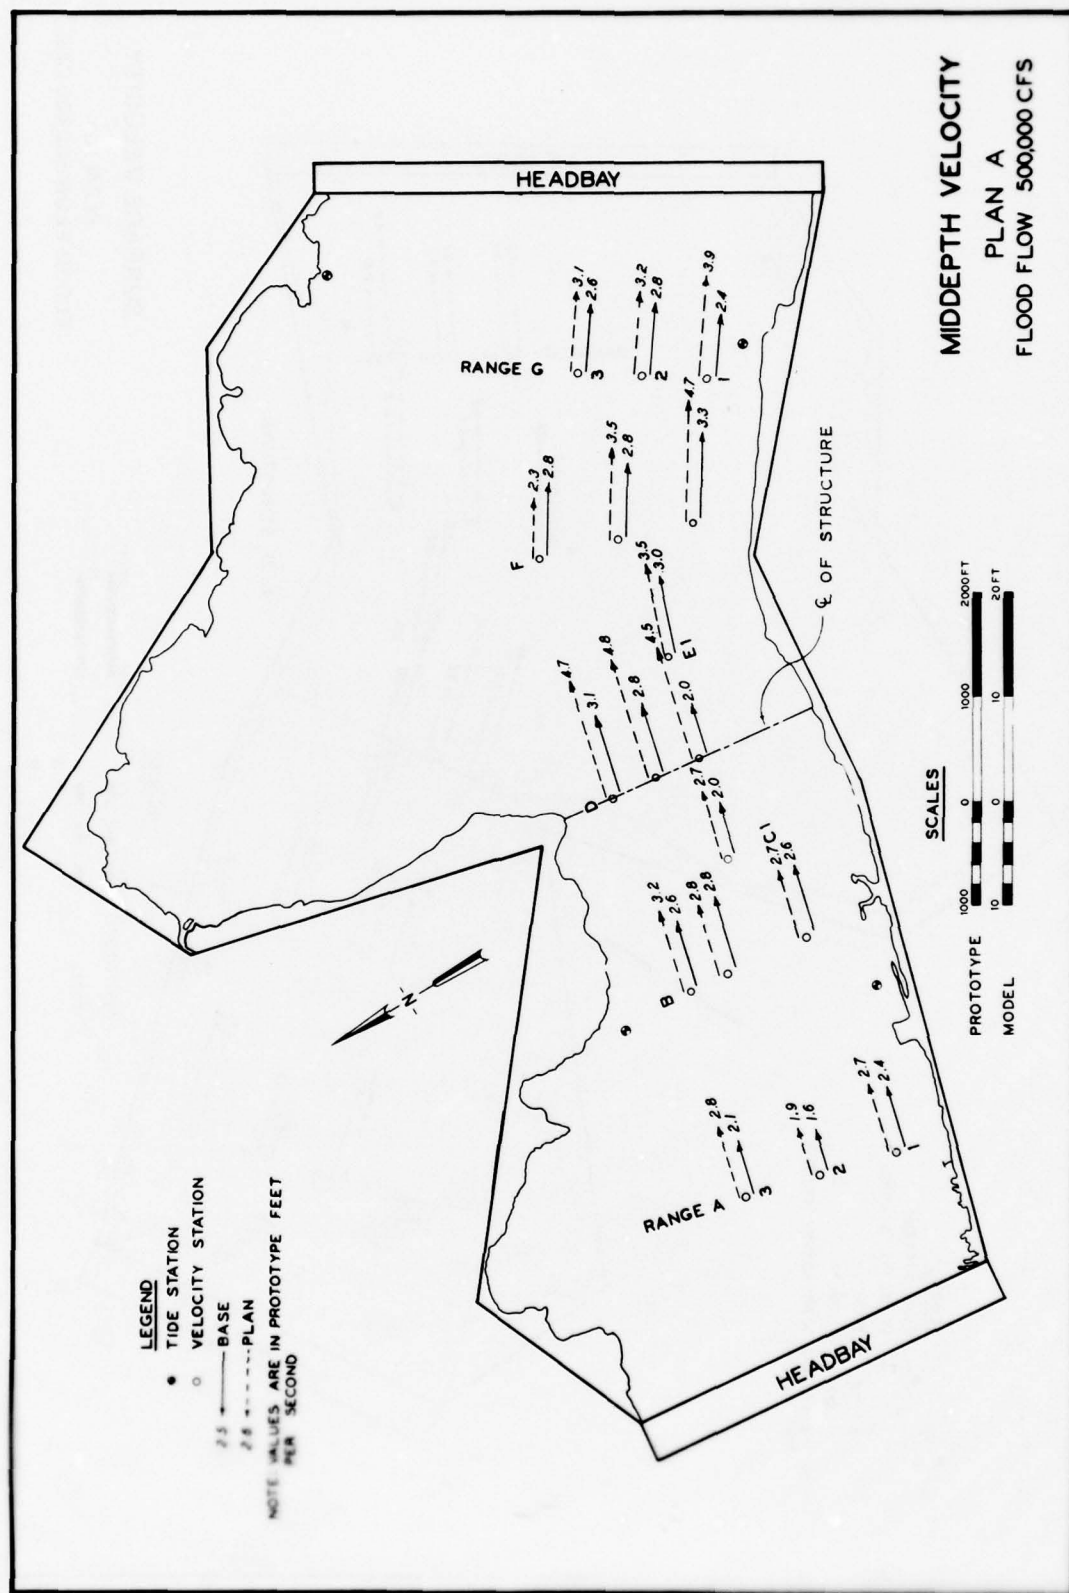 MIDDEPTH VELOCITY
PLAN A
FLOOD FLOW 500,000 CFS
HEADBAY
RANGE G
3.1
2.6
3
3.2
2.8
2
3.9
2.4
1
F
2.3
2.8
3.5
2.8
4.7
3.3
3.5
3.0
E1
D
4.7
3.1
4.8
2.8
4.5
2.0
℄ OF STRUCTURE
2.7
2.0
C1
2.7
2.6
B
3.2
2.6
2.8
2.8
N
RANGE A
2.8
2.1
3
1.9
1.6
2
2.7
2.4
1
HEADBAY
LEGEND
TIDE STATION
VELOCITY STATION
2.5 BASE
2.8 PLAN
NOTE: VALUES ARE IN PROTOTYPE FEET
PER SECOND
SCALES
PROTOTYPE 1000 0 1000 2000 FT
MODEL 10 0 10 20 FT